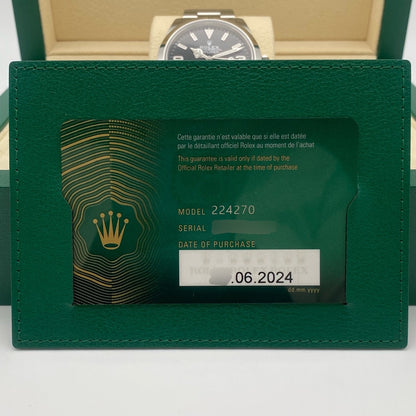 ROLEX
Cette garantie n'est valable que si elle est datée
par le détaillant officiel Rolex au moment de l'achat
This guarantee is valid only if dated by the
Official Rolex Retailer at the time of purchase
MODEL 224270
SERIAL
DATE OF PURCHASE
.06.2024
dd.mm.yyyy